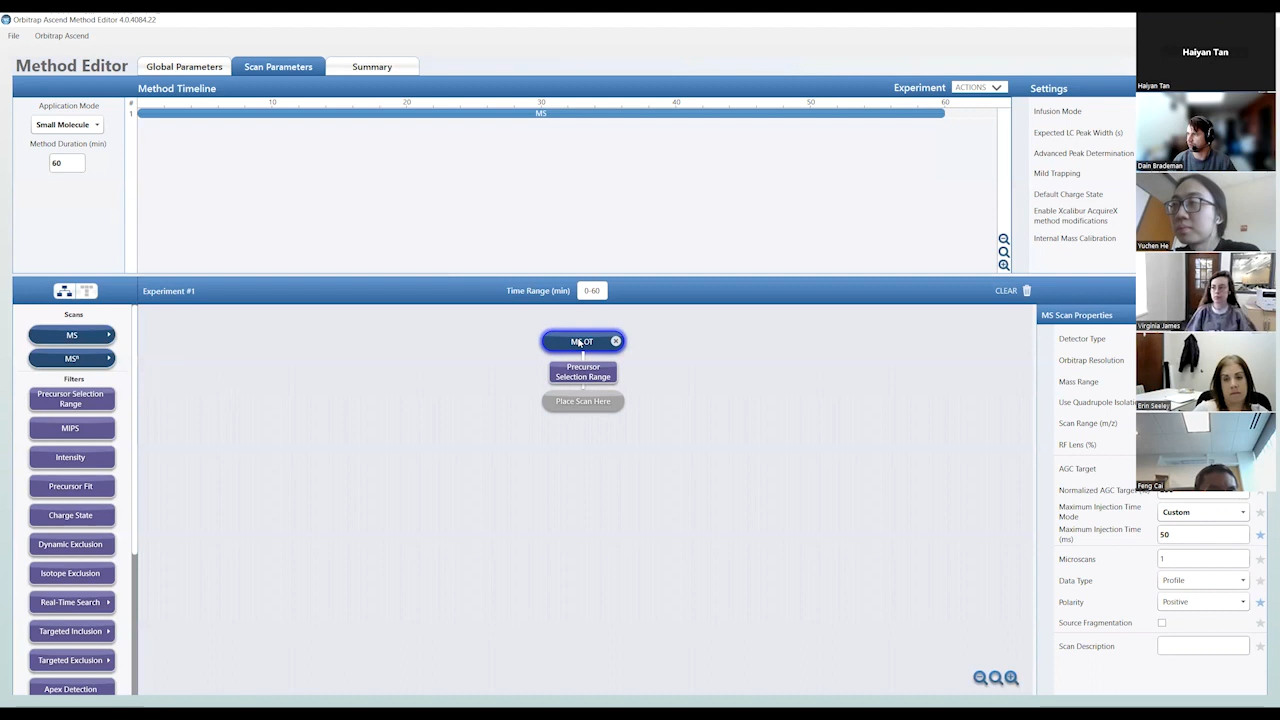 Orbitrap Ascend Method Editor 4.0.4084.22
File Orbitrap Ascend
Method Editor
Global Parameters
Scan Parameters
Summary
Method Timeline
Experiment
ACTIONS
Settings
Application Mode
Small Molecule
Method Duration (min)
60
#
10 20 30 40 50 60
1
MS
Infusion Mode
Expected LC Peak Width (s)
Advanced Peak Determination
Mild Trapping
Default Charge State
Enable Xcalibur AcquireX
method modifications
Internal Mass Calibration
Experiment #1
Time Range (min)
0-60
CLEAR
Scans
MS
MSⁿ
Filters
Precursor Selection
Range
MIPS
Intensity
Precursor Fit
Charge State
Dynamic Exclusion
Isotope Exclusion
Real-Time Search
Targeted Inclusion
Targeted Exclusion
Apex Detection
MS OT
Precursor
Selection Range
Place Scan Here
MS Scan Properties
Detector Type
Orbitrap Resolution
Mass Range
Use Quadrupole
Scan Range (m/z)
RF Lens (%)
AGC Target
Normalized AGC Target
Maximum Injection Time
Mode
Custom
Maximum Injection Time
(ms)
50
Microscans
1
Data Type
Profile
Polarity
Positive
Source Fragmentation
Scan Description
Haiyan Tan
Haiyan Tan
Dain Brademan
Yuchen He
Virginia James
Erin Seeley
Feng Cai